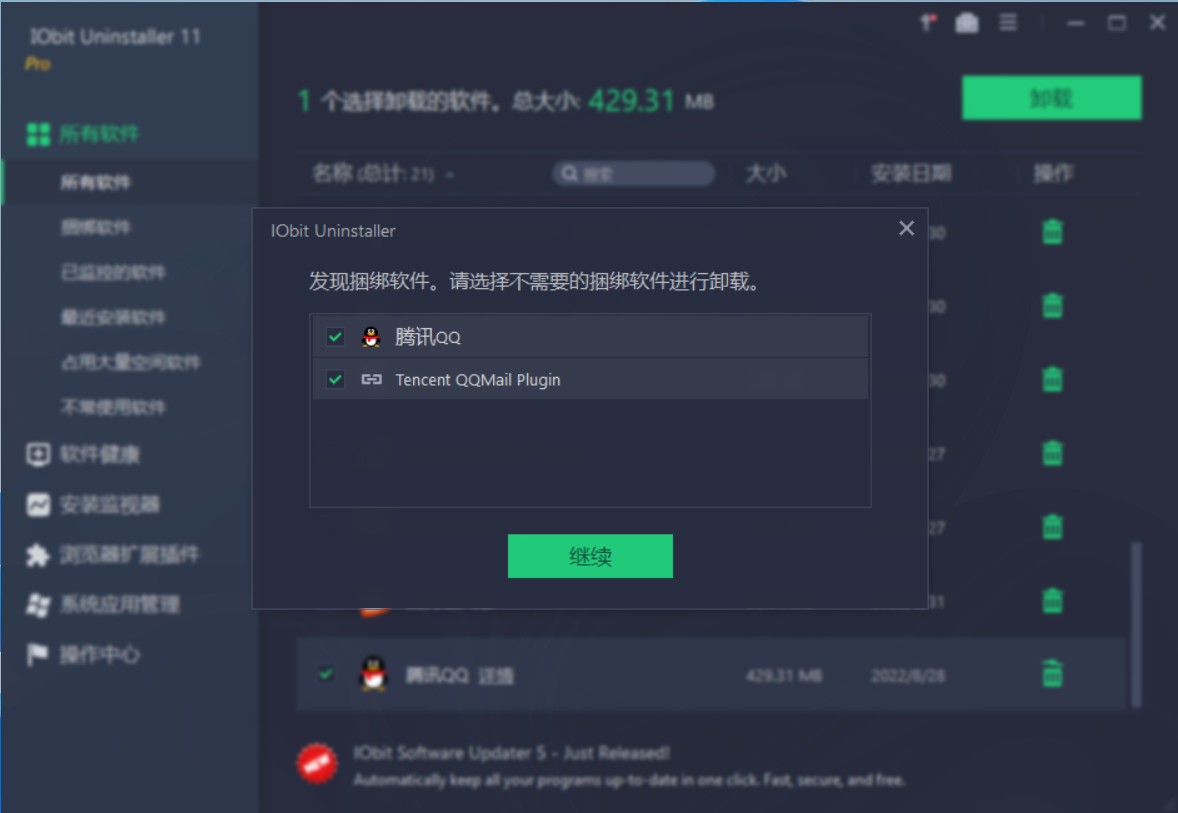 IObit Uninstaller 11
Pro
1 个选择卸载的软件。总大小: 429.31 MB
卸载
所有软件
名称 (总计: 21)
搜索
大小
安装日期
操作
所有软件
捆绑软件
已监控的软件
最近安装软件
占用大量空间软件
不常使用软件
软件健康
安装监视器
浏览器扩展插件
系统应用管理
操作中心
IObit Uninstaller
发现捆绑软件。请选择不需要的捆绑软件进行卸载。
腾讯QQ
Tencent QQMail Plugin
继续
30
30
30
27
27
31
腾讯QQ 详情
429.31 MB
2022/8/28
NEW
IObit Software Updater 5 - Just Released!
Automatically keep all your programs up-to-date in one click. Fast, secure, and free.